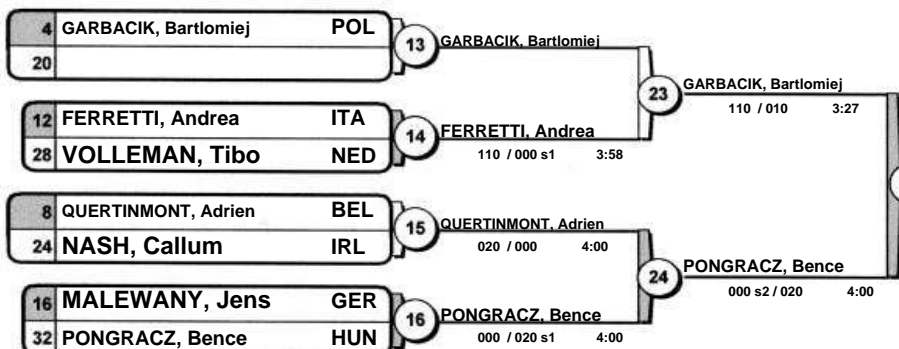 4 GARBACIK, Bartlomiej POL
20
13 GARBACIK, Bartlomiej
12 FERRETTI, Andrea ITA
28 VOLLEMAN, Tibo NED
14 FERRETTI, Andrea
110 / 000 s1 3:58
23 GARBACIK, Bartlomiej
110 / 010 3:27
8 QUERTINMONT, Adrien BEL
24 NASH, Callum IRL
15 QUERTINMONT, Adrien
020 / 000 4:00
16 MALEWANY, Jens GER
32 PONGRACZ, Bence HUN
16 PONGRACZ, Bence
000 / 020 s1 4:00
24 PONGRACZ, Bence
000 s2 / 020 4:00